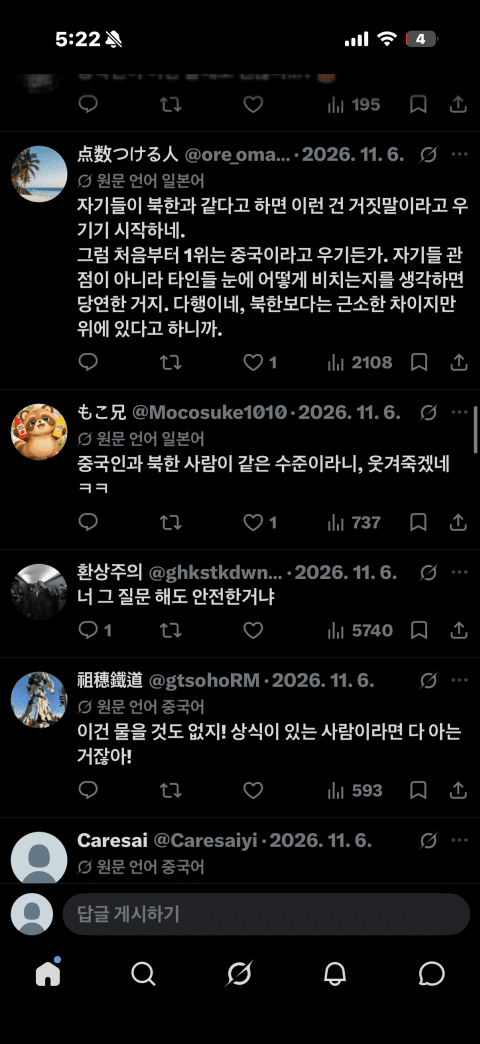 5:22
4
195
点数つける人 @ore_oma... · 2026. 11. 6.
원문 언어 일본어
자기들이 북한과 같다고 하면 이런 건 거짓말이라고 우
기기 시작하네.
그럼 처음부터 1위는 중국이라고 우기든가. 자기들 관
점이 아니라 타인들 눈에 어떻게 비치는지를 생각하면
당연한 거지. 다행이네, 북한보다는 근소한 차이지만
위에 있다고 하니까.
1
2108
もこ兄 @Mocosuke1010 · 2026. 11. 6.
원문 언어 일본어
중국인과 북한 사람이 같은 수준이라니, 웃겨죽겠네
ㅋㅋ
1
737
환상주의 @ghkstkdwn... · 2026. 11. 6.
너 그 질문 해도 안전한거냐
1
5740
祖穗鐵道 @gtsohoRM · 2026. 11. 6.
원문 언어 중국어
이건 물을 것도 없지! 상식이 있는 사람이라면 다 아는
거잖아!
593
Caresai @Caresaiyi · 2026. 11. 6.
원문 언어 중국어
답글 게시하기